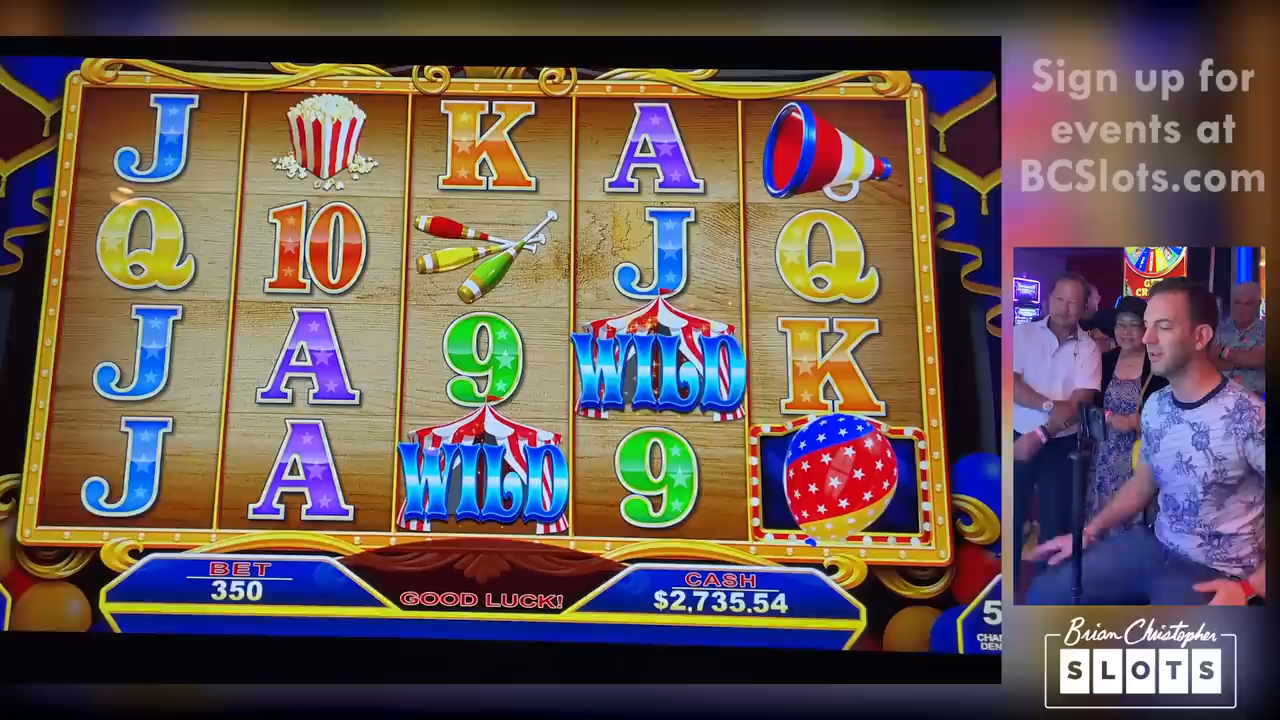 Sign up for
events at
BCSlots.com
J K A
Q 10 J Q
J A 9 WILD K
J A WILD 9
BET
350
GOOD LUCK!
CASH
$2,735.54
5
Brian Christopher
SLOTS